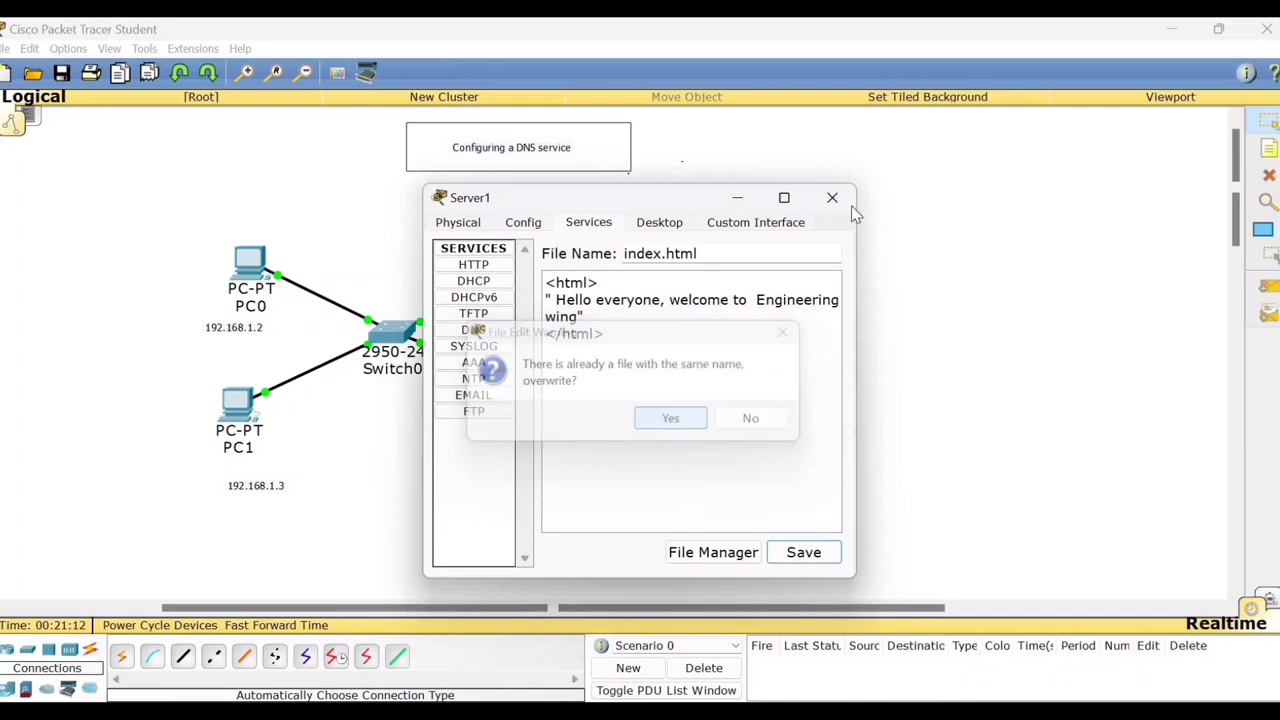 Cisco Packet Tracer Student
Edit Options View Tools Extensions Help
Logical [Root] New Cluster Move Object Set Tiled Background Viewport
Configuring a DNS service
Server1
Physical Config Services Desktop Custom Interface
SERVICES
HTTP
DHCP
DHCPv6
TFTP
DNS
SYSLOG
AAA
NTP
EMAIL
FTP
File Name: index.html
<html>
" Hello everyone, welcome to Engineering
wing"
</html>
There is already a file with the same name,
overwrite?
Yes No
File Manager Save
PC-PT
PC0
192.168.1.2
2950-24
Switch0
PC-PT
PC1
192.168.1.3
Time: 00:21:12 Power Cycle Devices Fast Forward Time
Realtime
Connections
Automatically Choose Connection Type
Scenario 0
New Delete
Toggle PDU List Window
Fire Last Statu Sourc Destinatic Type Colo Time(s Period Num Edit Delete